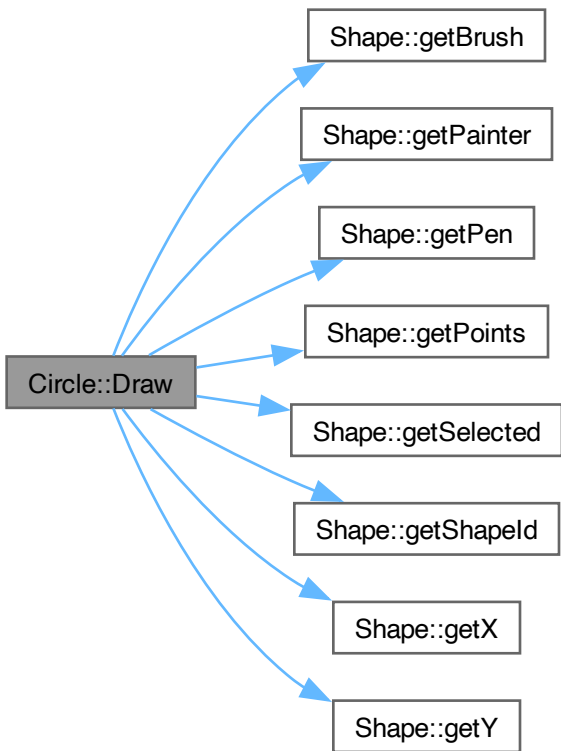 Shape::getBrush
Shape::getPainter
Shape::getPen
Shape::getPoints
Circle::Draw
Shape::getSelected
Shape::getShapeId
Shape::getX
Shape::getY